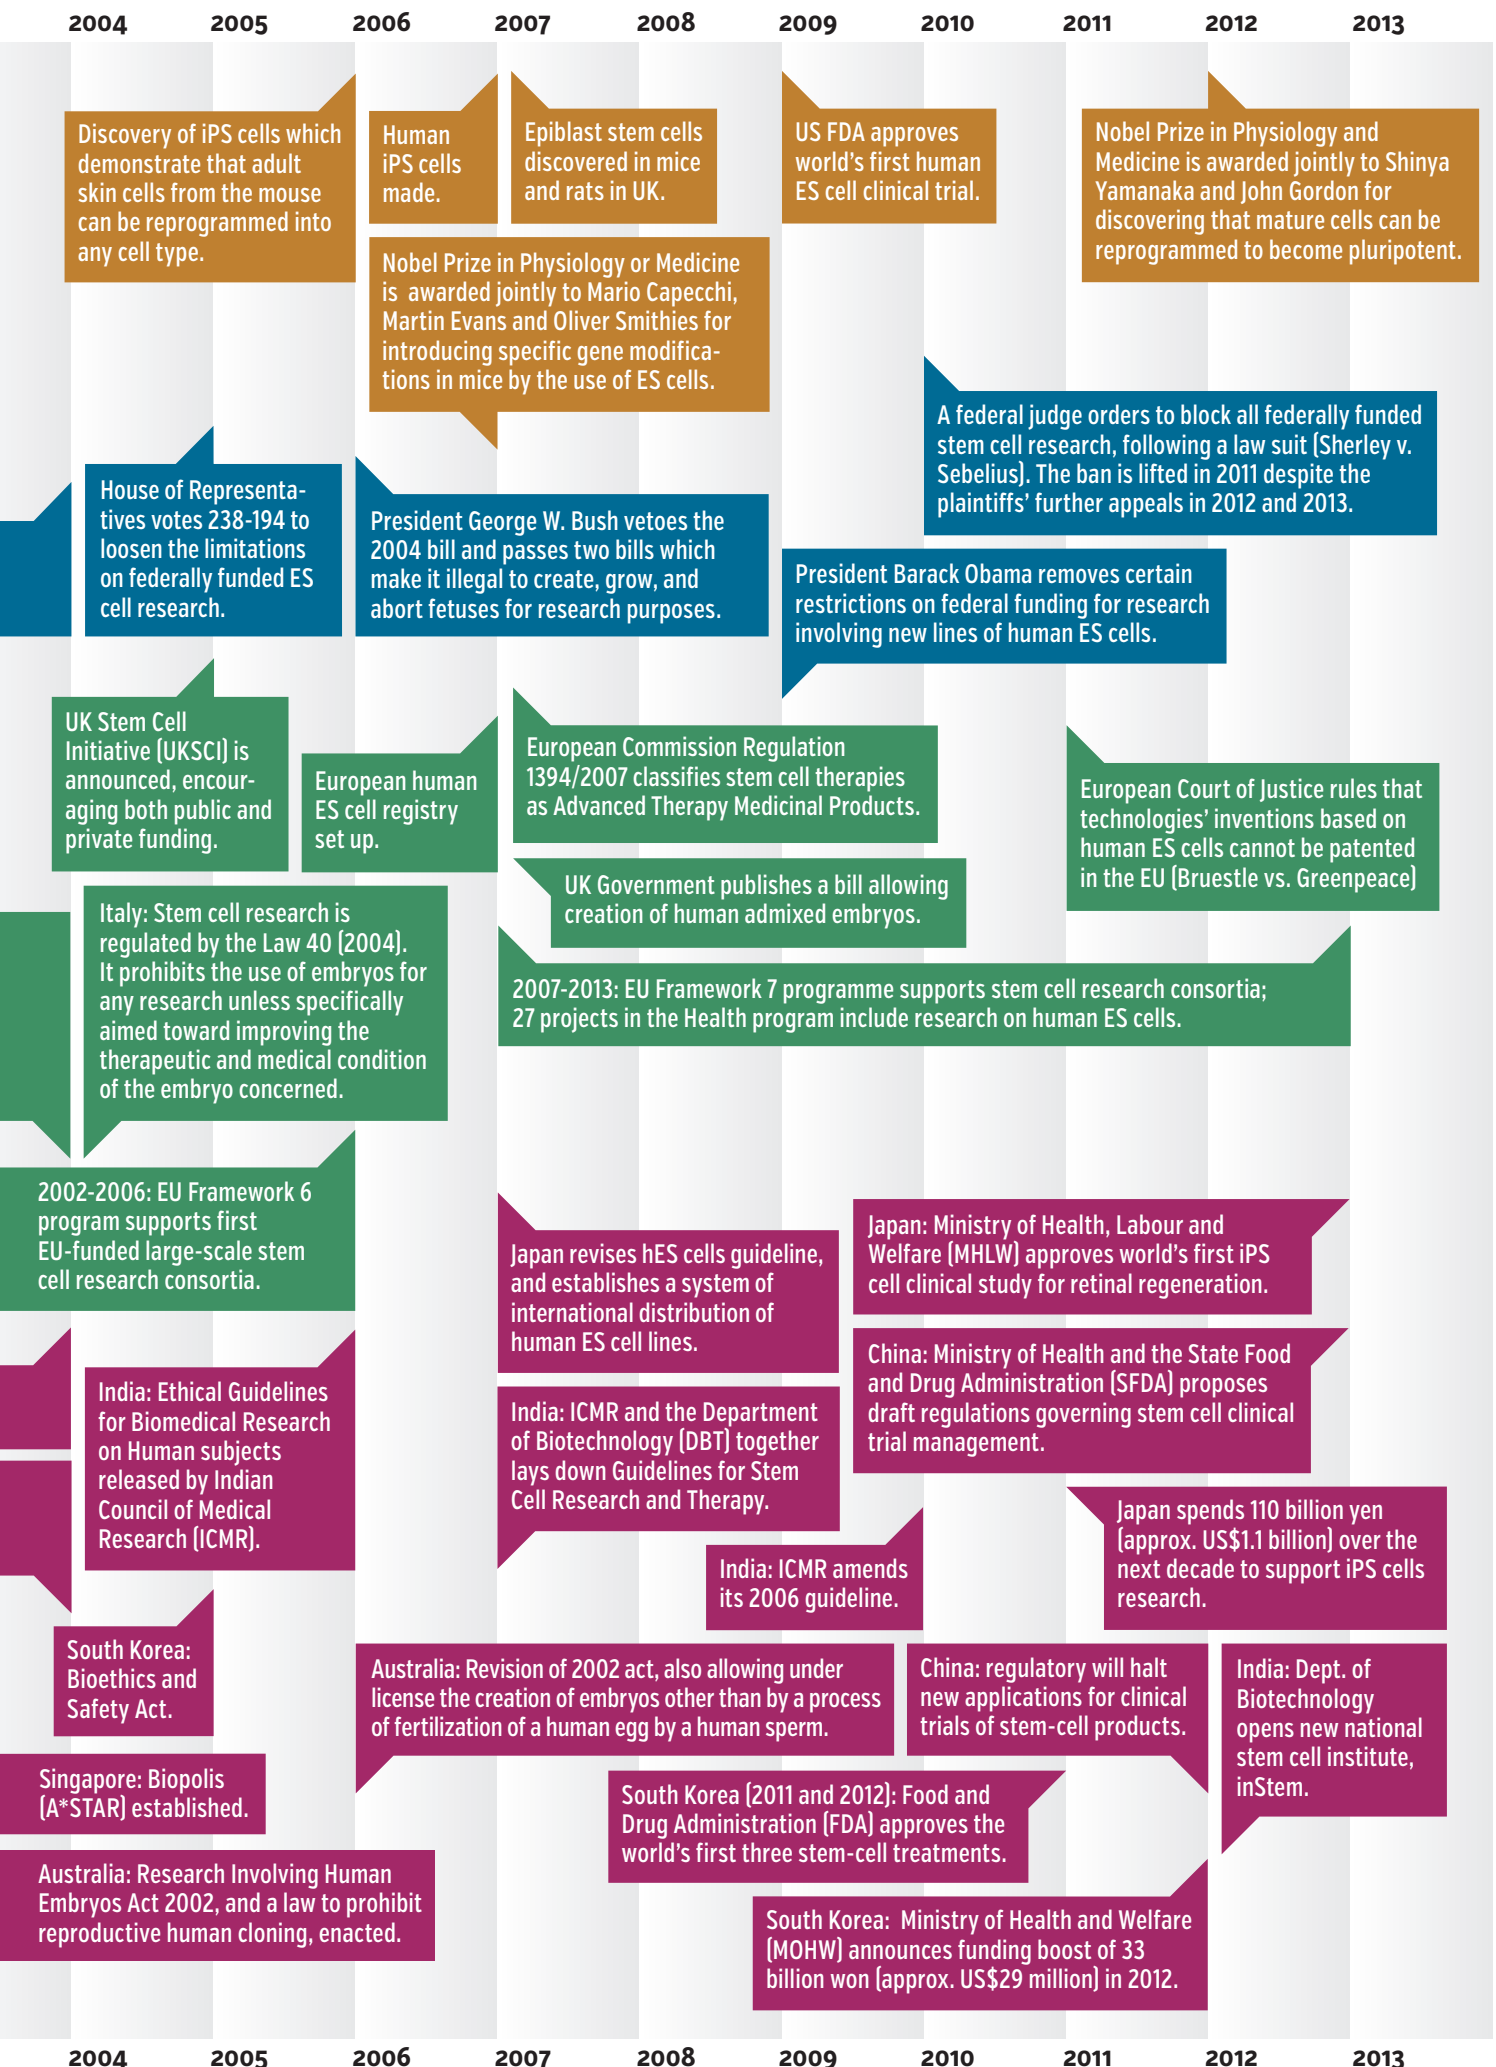 2004 2005 2006 2007 2008 2009 2010 2011 2012 2013
Discovery of iPS cells which
demonstrate that adult
skin cells from the mouse
can be reprogrammed into
any cell type.
Human
iPS cells
made.
Epiblast stem cells
discovered in mice
and rats in UK.
US FDA approves
world's first human
ES cell clinical trial.
Nobel Prize in Physiology and
Medicine is awarded jointly to Shinya
Yamanaka and John Gordon for
discovering that mature cells can be
reprogrammed to become pluripotent.
Nobel Prize in Physiology or Medicine
is awarded jointly to Mario Capecchi,
Martin Evans and Oliver Smithies for
introducing specific gene modifica-
tions in mice by the use of ES cells.
A federal judge orders to block all federally funded
stem cell research, following a law suit (Sherley v.
Sebelius). The ban is lifted in 2011 despite the
plaintiffs' further appeals in 2012 and 2013.
House of Representa-
tives votes 238-194 to
loosen the limitations
on federally funded ES
cell research.
President George W. Bush vetoes the
2004 bill and passes two bills which
make it illegal to create, grow, and
abort fetuses for research purposes.
President Barack Obama removes certain
restrictions on federal funding for research
involving new lines of human ES cells.
UK Stem Cell
Initiative (UKSCI) is
announced, encour-
aging both public and
private funding.
European human
ES cell registry
set up.
European Commission Regulation
1394/2007 classifies stem cell therapies
as Advanced Therapy Medicinal Products.
European Court of Justice rules that
technologies' inventions based on
human ES cells cannot be patented
in the EU (Bruestle vs. Greenpeace)
UK Government publishes a bill allowing
creation of human admixed embryos.
Italy: Stem cell research is
regulated by the Law 40 (2004).
It prohibits the use of embryos for
any research unless specifically
aimed toward improving the
therapeutic and medical condition
of the embryo concerned.
2007-2013: EU Framework 7 programme supports stem cell research consortia;
27 projects in the Health program include research on human ES cells.
2002-2006: EU Framework 6
program supports first
EU-funded large-scale stem
cell research consortia.
Japan revises hES cells guideline,
and establishes a system of
international distribution of
human ES cell lines.
Japan: Ministry of Health, Labour and
Welfare (MHLW) approves world's first iPS
cell clinical study for retinal regeneration.
China: Ministry of Health and the State Food
and Drug Administration (SFDA) proposes
draft regulations governing stem cell clinical
trial management.
India: Ethical Guidelines
for Biomedical Research
on Human subjects
released by Indian
Council of Medical
Research (ICMR).
India: ICMR and the Department
of Biotechnology (DBT) together
lays down Guidelines for Stem
Cell Research and Therapy.
Japan spends 110 billion yen
(approx. US$1.1 billion) over the
next decade to support iPS cells
research.
India: ICMR amends
its 2006 guideline.
South Korea:
Bioethics and
Safety Act.
Australia: Revision of 2002 act, also allowing under
license the creation of embryos other than by a process
of fertilization of a human egg by a human sperm.
China: regulatory will halt
new applications for clinical
trials of stem-cell products.
India: Dept. of
Biotechnology
opens new national
stem cell institute,
inStem.
Singapore: Biopolis
(A*STAR) established.
South Korea (2011 and 2012): Food and
Drug Administration (FDA) approves the
world's first three stem-cell treatments.
Australia: Research Involving Human
Embryos Act 2002, and a law to prohibit
reproductive human cloning, enacted.
South Korea: Ministry of Health and Welfare
(MOHW) announces funding boost of 33
billion won (approx. US$29 million) in 2012.
2004 2005 2006 2007 2008 2009 2010 2011 2012 2013